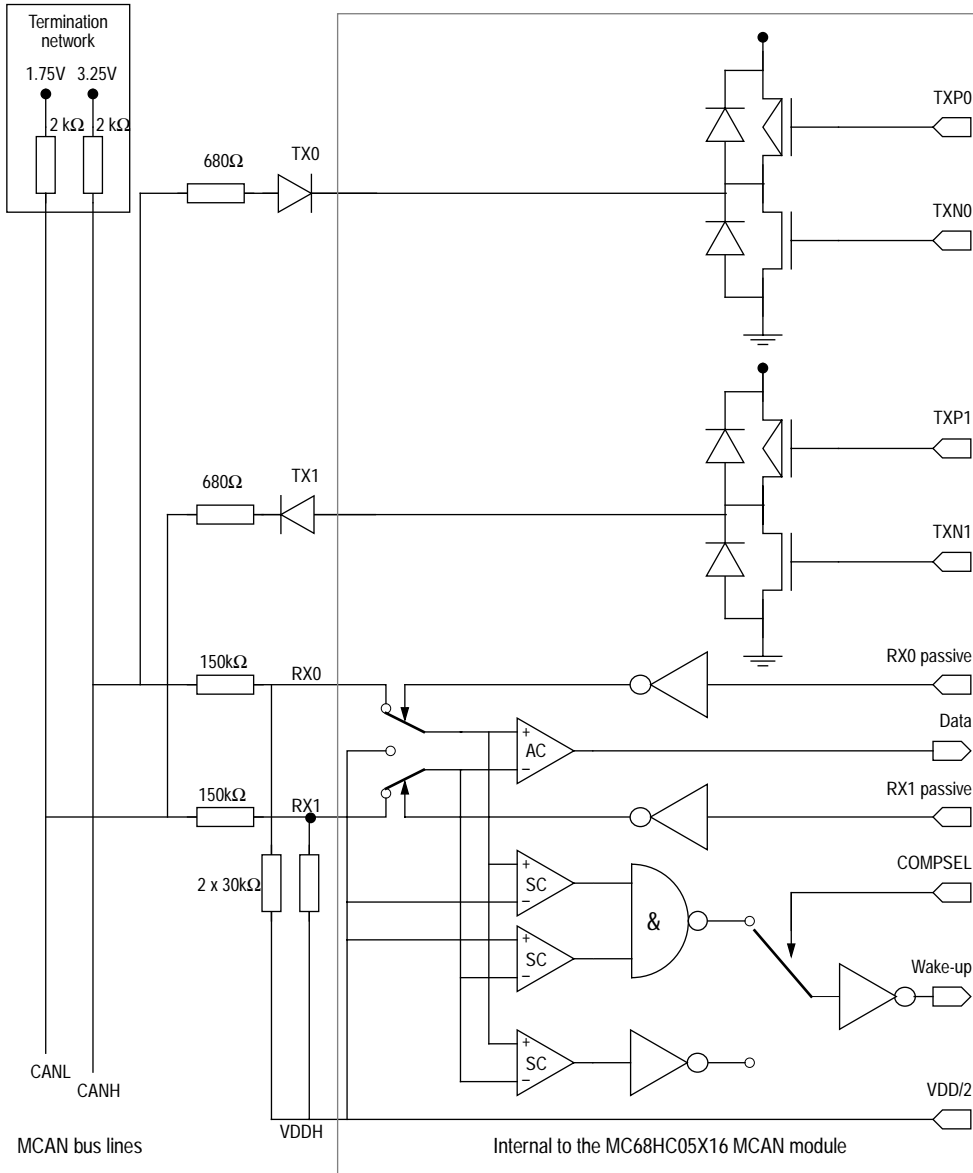 Termination
network
1.75V 3.25V
2 kΩ 2 kΩ
TXP0
680Ω
TX0
TXN0
TXP1
680Ω
TX1
TXN1
150kΩ
RX0
RX0 passive
+
AC
−
Data
150kΩ
RX1
RX1 passive
2 x 30kΩ
+
SC
−
&
COMPSEL
+
SC
−
Wake-up
+
SC
−
CANL
CANH
VDDH
VDD/2
MCAN bus lines
Internal to the MC68HC05X16 MCAN module